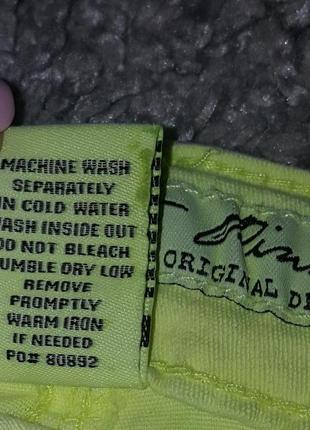 MACHINE WASH
SEPARATELY
IN COLD WATER
WASH INSIDE OUT
DO NOT BLEACH
TUMBLE DRY LOW
REMOVE
PROMPTLY
WARM IRON
IF NEEDED
PO# 80892
ORIGINAL